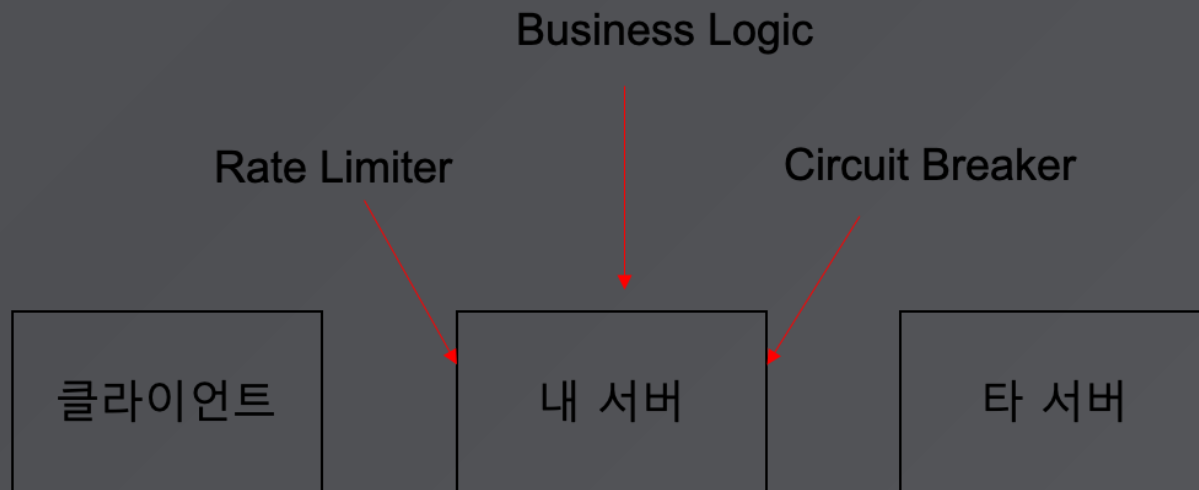 Business Logic
Rate Limiter
Circuit Breaker
클라이언트
내 서버
타 서버